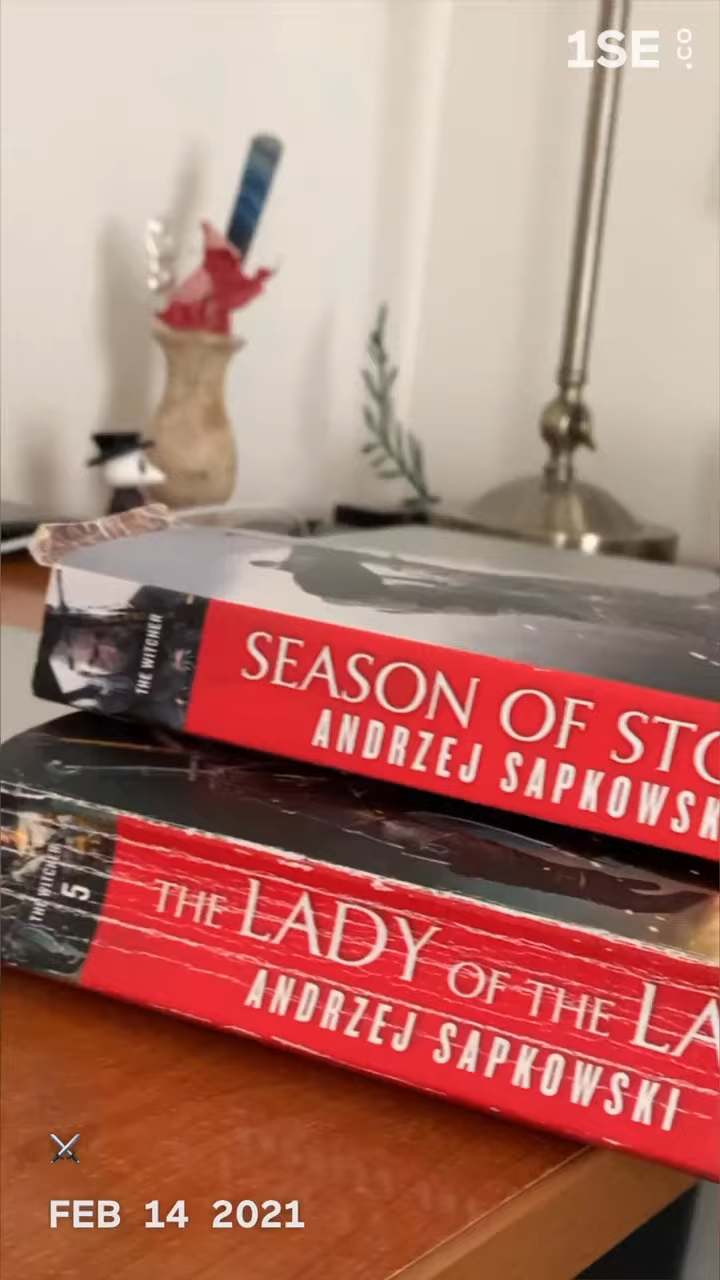 1SE
.CO
THE WITCHER
SEASON OF STO
ANDRZEJ SAPKOWSK
THE WITCHER
5
THE LADY OF THE LA
ANDRZEJ SAPKOWSKI
FEB 14 2021